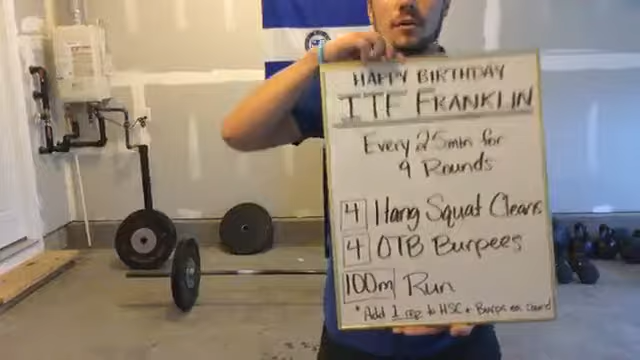 HAPPY BIRTHDAY
ITF FRANKLIN
Every 2.5min for
9 Rounds
4 Hang Squat Cleans
4 OTB Burpees
100m Run
*Add 1 rep to HSC + Burps ea round